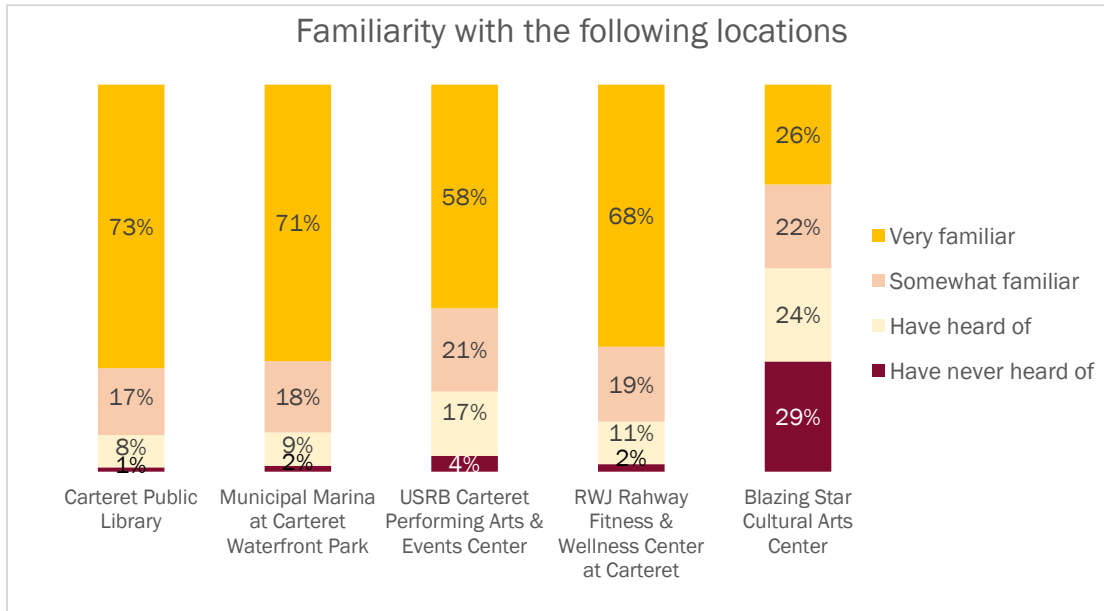 Familiarity with the following locations
73%
17%
8%
1%
71%
18%
9%
2%
58%
21%
17%
4%
68%
19%
11%
2%
26%
22%
24%
29%
Very familiar
Somewhat familiar
Have heard of
Have never heard of
Carteret Public
Library
Municipal Marina
at Carteret
Waterfront Park
USRB Carteret
Performing Arts &
Events Center
RWJ Rahway
Fitness &
Wellness Center
at Carteret
Blazing Star
Cultural Arts
Center